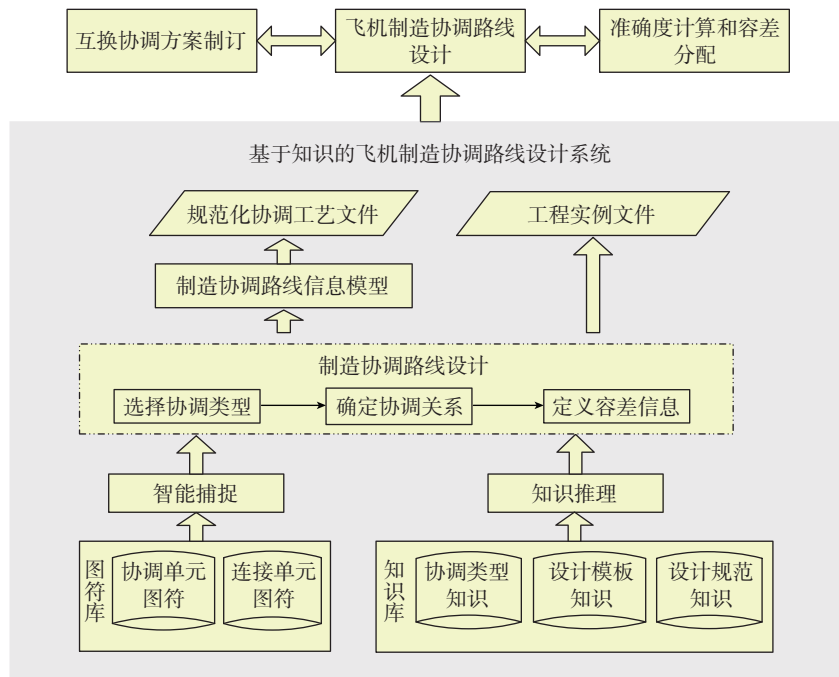 互换协调方案制订
飞机制造协调路线
设计
准确度计算和容差
分配
基于知识的飞机制造协调路线设计系统
规范化协调工艺文件
工程实例文件
制造协调路线信息模型
制造协调路线设计
选择协调类型
确定协调关系
定义容差信息
智能捕捉
知识推理
图符库
协调单元
图符
连接单元
图符
知识库
协调类型
知识
设计模板
知识
设计规范
知识